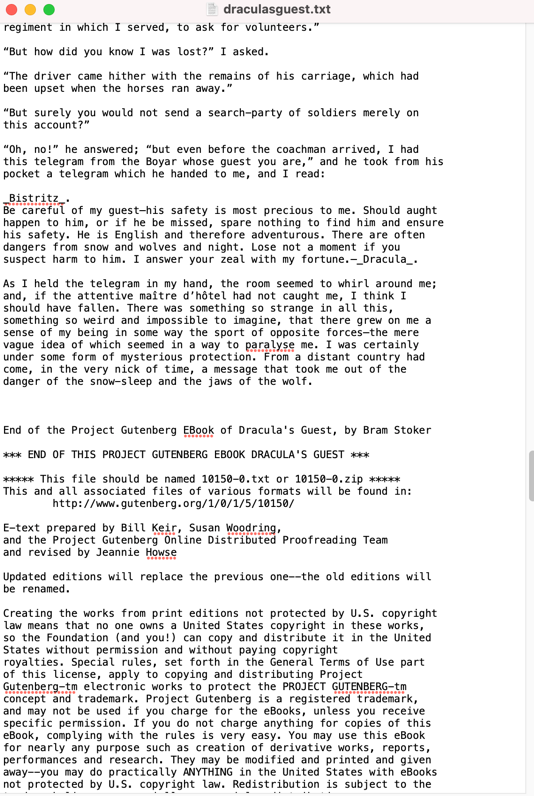 draculasguest.txt
regiment in which I served, to ask for volunteers.”
“But how did you know I was lost?” I asked.
“The driver came hither with the remains of his carriage, which had
been upset when the horses ran away.”
“But surely you would not send a search-party of soldiers merely on
this account?”
“Oh, no!” he answered; “but even before the coachman arrived, I had
this telegram from the Boyar whose guest you are,” and he took from his
pocket a telegram which he handed to me, and I read:
_Bistritz_.
Be careful of my guest—his safety is most precious to me. Should aught
happen to him, or if he be missed, spare nothing to find him and ensure
his safety. He is English and therefore adventurous. There are often
dangers from snow and wolves and night. Lose not a moment if you
suspect harm to him. I answer your zeal with my fortune.—_Dracula_.
As I held the telegram in my hand, the room seemed to whirl around me;
and, if the attentive maître d’hôtel had not caught me, I think I
should have fallen. There was something so strange in all this,
something so weird and impossible to imagine, that there grew on me a
sense of my being in some way the sport of opposite forces—the mere
vague idea of which seemed in a way to paralyse me. I was certainly
under some form of mysterious protection. From a distant country had
come, in the very nick of time, a message that took me out of the
danger of the snow-sleep and the jaws of the wolf.
End of the Project Gutenberg EBook of Dracula's Guest, by Bram Stoker
*** END OF THIS PROJECT GUTENBERG EBOOK DRACULA'S GUEST ***
***** This file should be named 10150-0.txt or 10150-0.zip *****
This and all associated files of various formats will be found in:
http://www.gutenberg.org/1/0/1/5/10150/
E-text prepared by Bill Keir, Susan Woodring,
and the Project Gutenberg Online Distributed Proofreading Team
and revised by Jeannie Howse
Updated editions will replace the previous one--the old editions will
be renamed.
Creating the works from print editions not protected by U.S. copyright
law means that no one owns a United States copyright in these works,
so the Foundation (and you!) can copy and distribute it in the United
States without permission and without paying copyright
royalties. Special rules, set forth in the General Terms of Use part
of this license, apply to copying and distributing Project
Gutenberg-tm electronic works to protect the PROJECT GUTENBERG-tm
concept and trademark. Project Gutenberg is a registered trademark,
and may not be used if you charge for the eBooks, unless you receive
specific permission. If you do not charge anything for copies of this
eBook, complying with the rules is very easy. You may use this eBook
for nearly any purpose such as creation of derivative works, reports,
performances and research. They may be modified and printed and given
away--you may do practically ANYTHING in the United States with eBooks
not protected by U.S. copyright law. Redistribution is subject to the